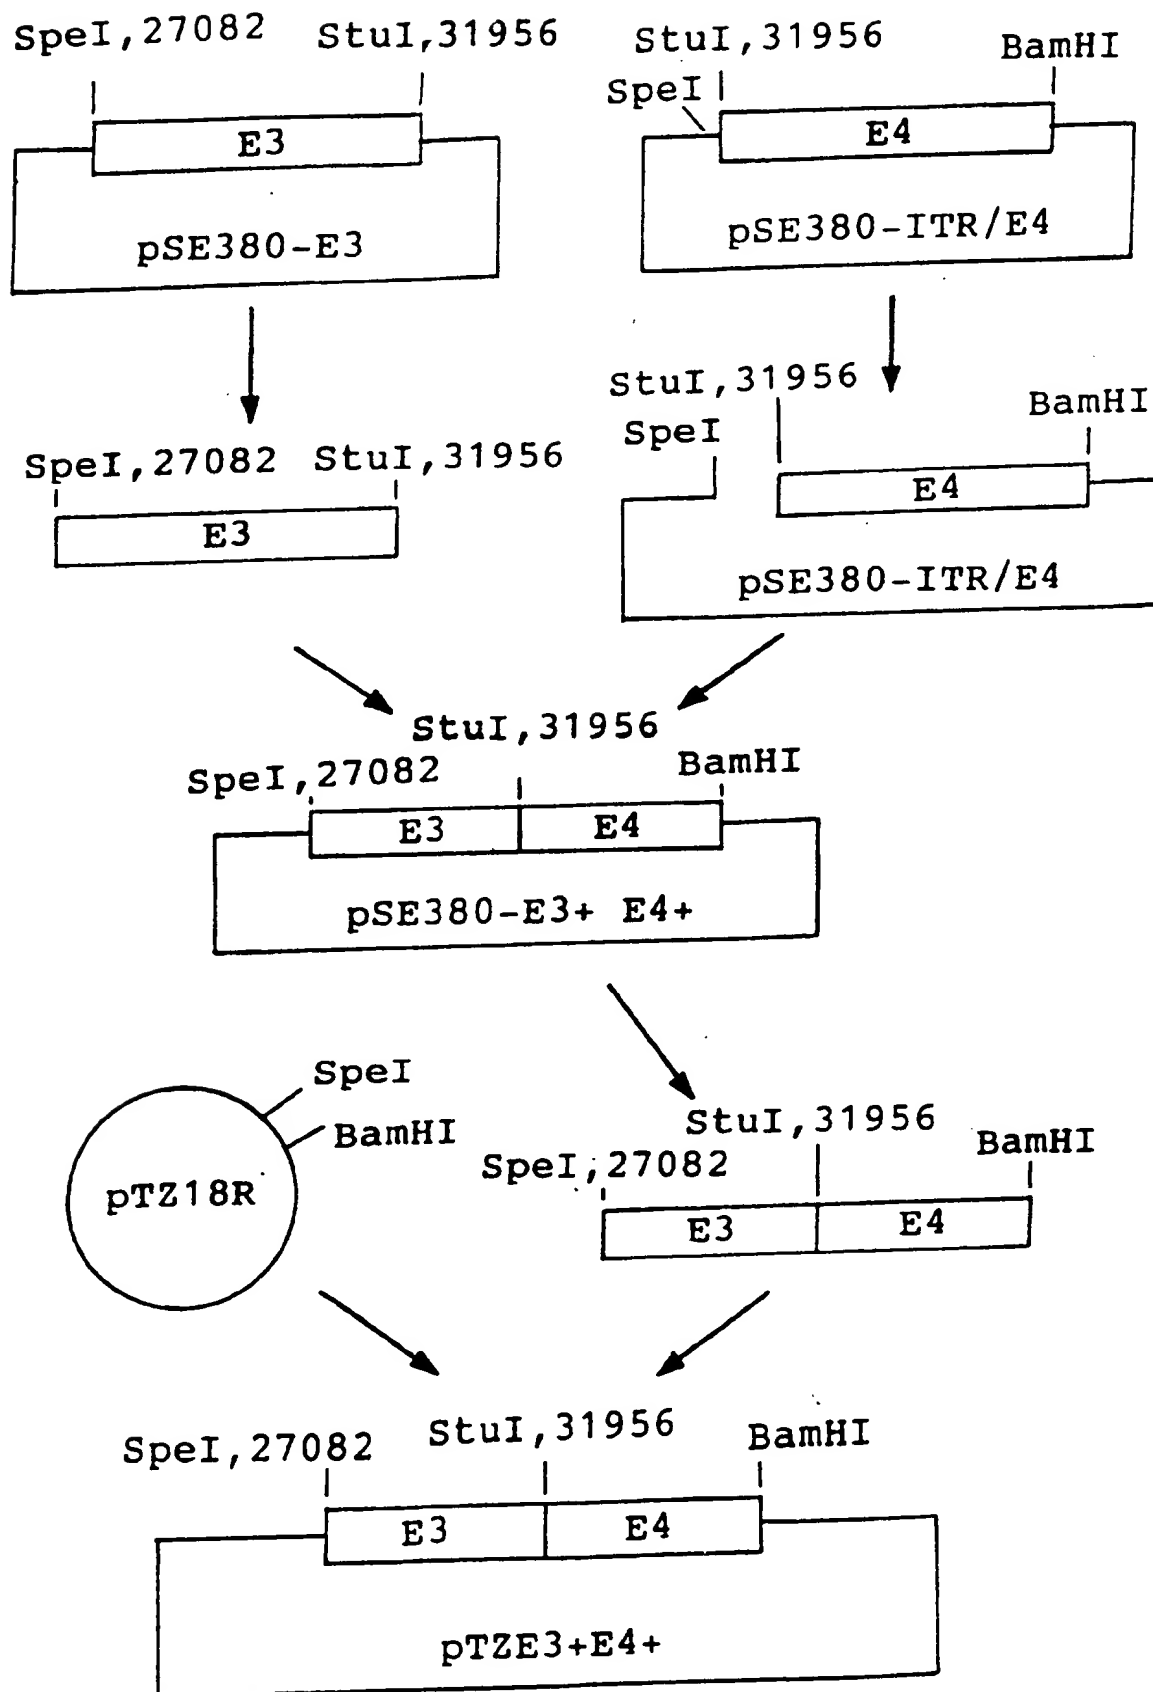 SpeI,27082 StuI,31956
E3
pSE380-E3
StuI,31956 BamHI
SpeI
E4
pSE380-ITR/E4
SpeI,27082 StuI,31956
E3
StuI,31956
SpeI BamHI
E4
pSE380-ITR/E4
StuI,31956
SpeI,27082 BamHI
E3 E4
pSE380-E3+ E4+
SpeI
BamHI
pTZ18R
StuI,31956
SpeI,27082 BamHI
E3 E4
SpeI,27082 StuI,31956 BamHI
E3 E4
pTZE3+E4+